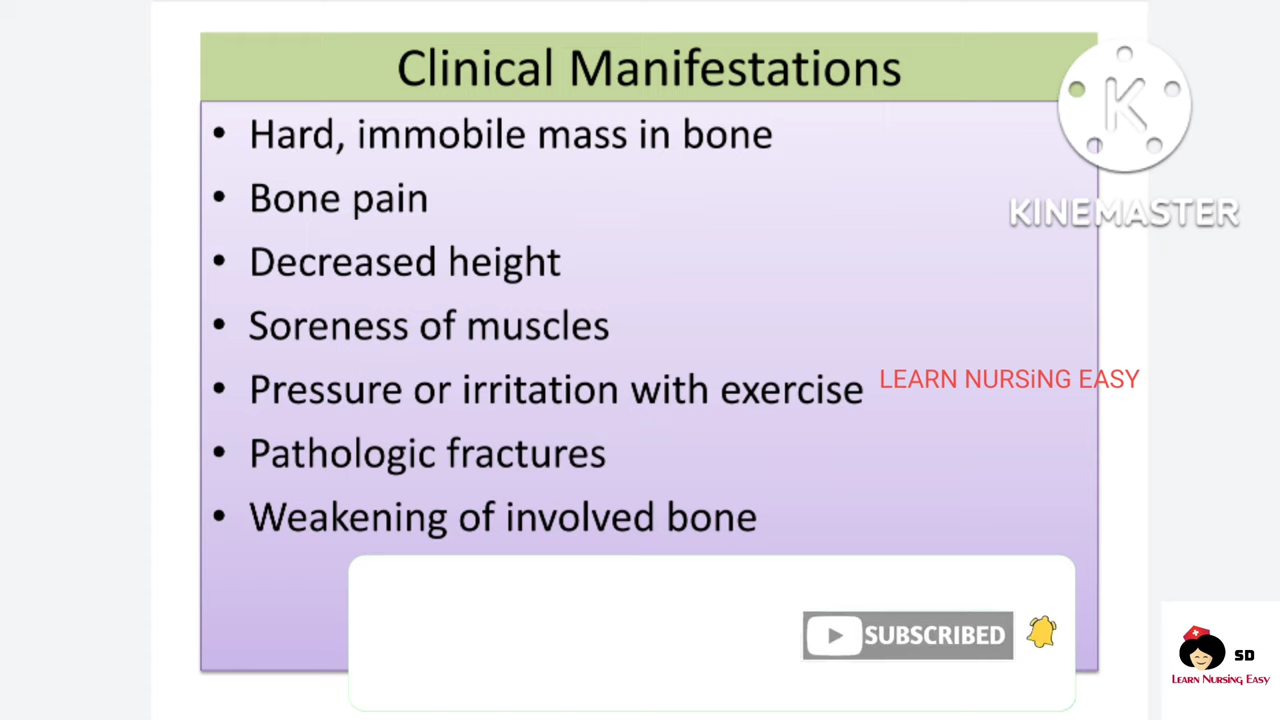 Clinical Manifestations
• Hard, immobile mass in bone
• Bone pain
• Decreased height
• Soreness of muscles
• Pressure or irritation with exercise
• Pathologic fractures
• Weakening of involved bone
K
KINEMASTER
LEARN NURSiNG EASY
SUBSCRIBED
SD
LEARN NURSING EASY